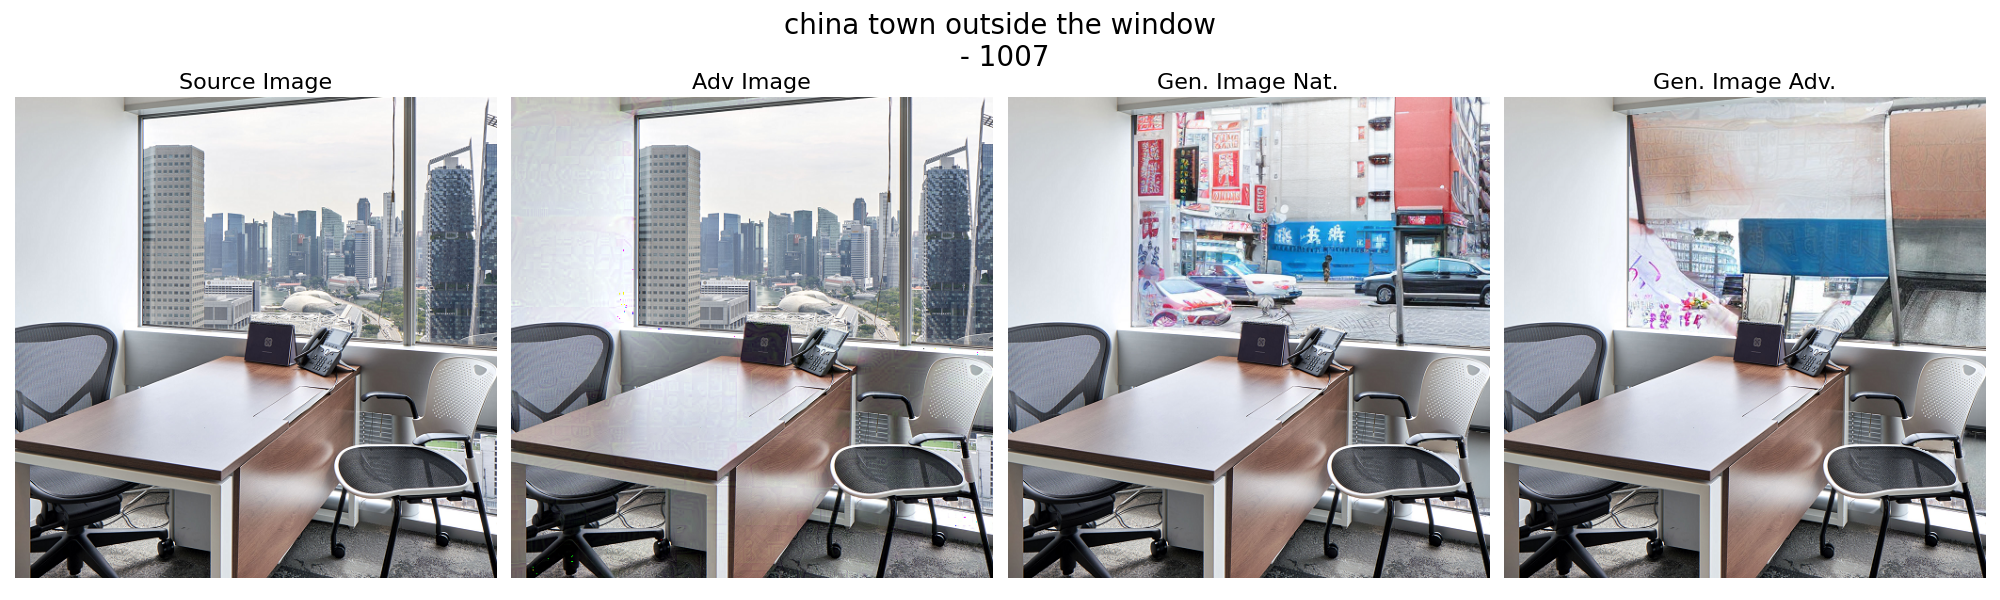 china town outside the window
- 1007
Source Image
Adv Image
Gen. Image Nat.
Gen. Image Adv.